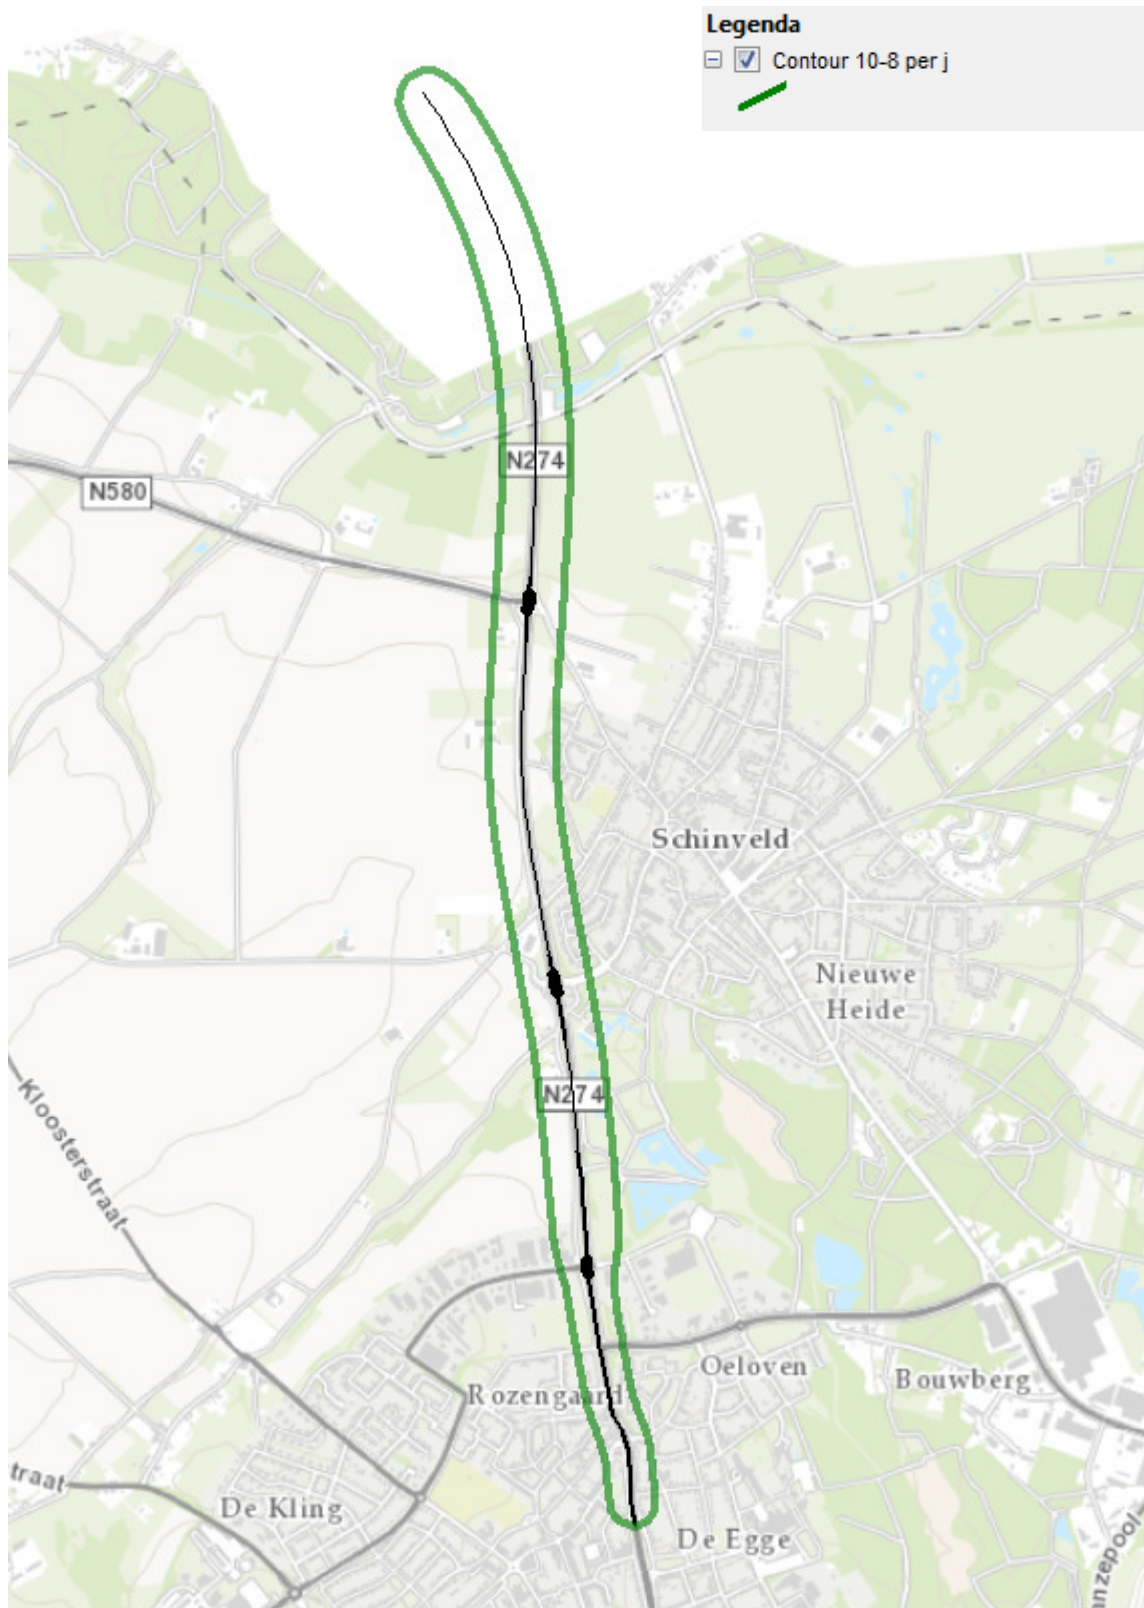 Legenda
Contour 10-8 per j
N274
N580
Schinveld
Nieuwe
Heide
N274
Kloosterstraat
Oeloven
Rozengaard
Bouwberg
traat
De Kling
De Egge
anzepool